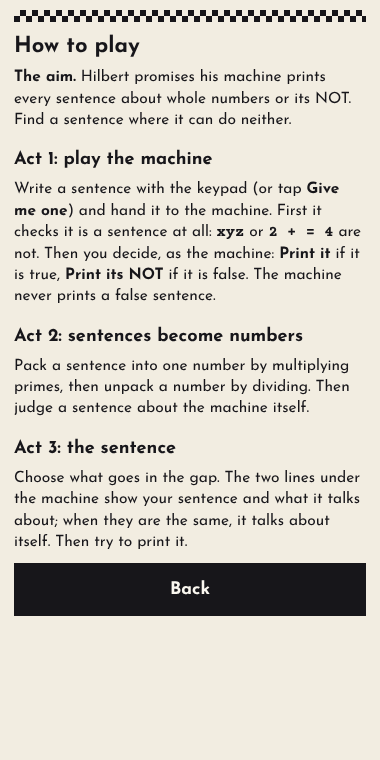 How to play
The aim. Hilbert promises his machine prints
every sentence about whole numbers or its NOT.
Find a sentence where it can do neither.
Act 1: play the machine
Write a sentence with the keypad (or tap Give
me one) and hand it to the machine. First it
checks it is a sentence at all: xyz or 2 + = 4 are
not. Then you decide, as the machine: Print it if it
is true, Print its NOT if it is false. The machine
never prints a false sentence.
Act 2: sentences become numbers
Pack a sentence into one number by multiplying
primes, then unpack a number by dividing. Then
judge a sentence about the machine itself.
Act 3: the sentence
Choose what goes in the gap. The two lines under
the machine show your sentence and what it talks
about; when they are the same, it talks about
itself. Then try to print it.
Back